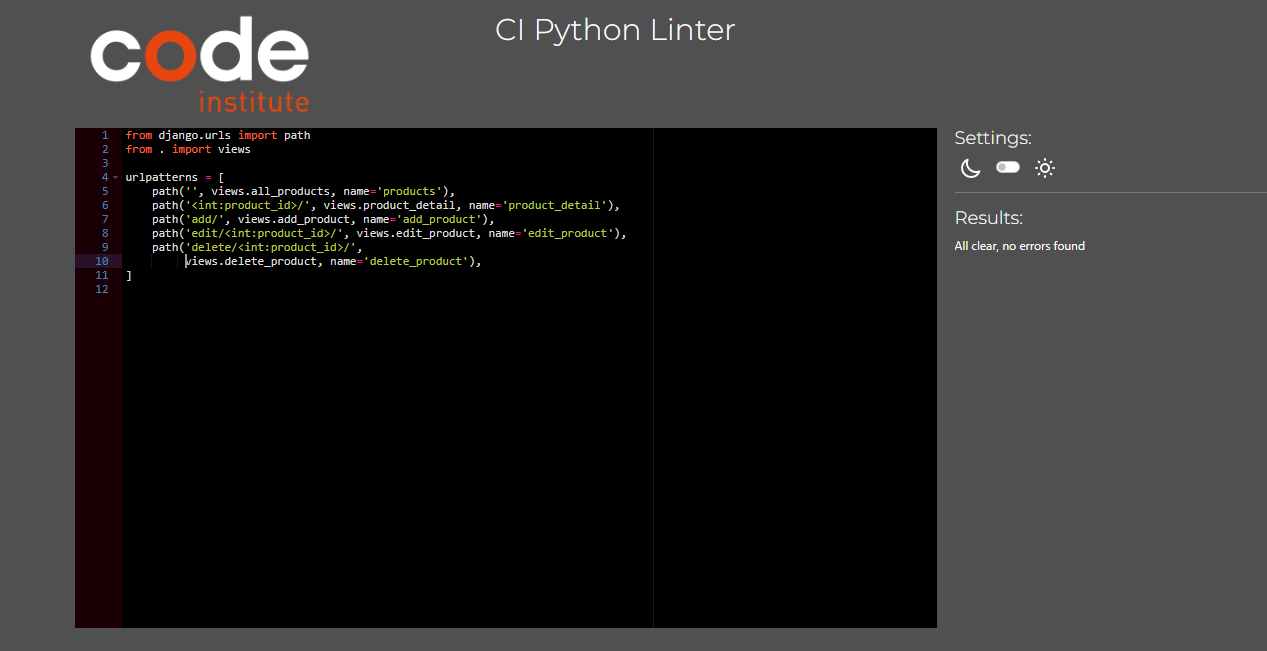 code
institute
CI Python Linter
1 from django.urls import path
2 from . import views
3
4 urlpatterns = [
5     path('', views.all_products, name='products'),
6     path('<int:product_id>/', views.product_detail, name='product_detail'),
7     path('add/', views.add_product, name='add_product'),
8     path('edit/<int:product_id>/', views.edit_product, name='edit_product'),
9     path('delete/<int:product_id>/',
10          views.delete_product, name='delete_product'),
11 ]
12
Settings:
Results:
All clear, no errors found